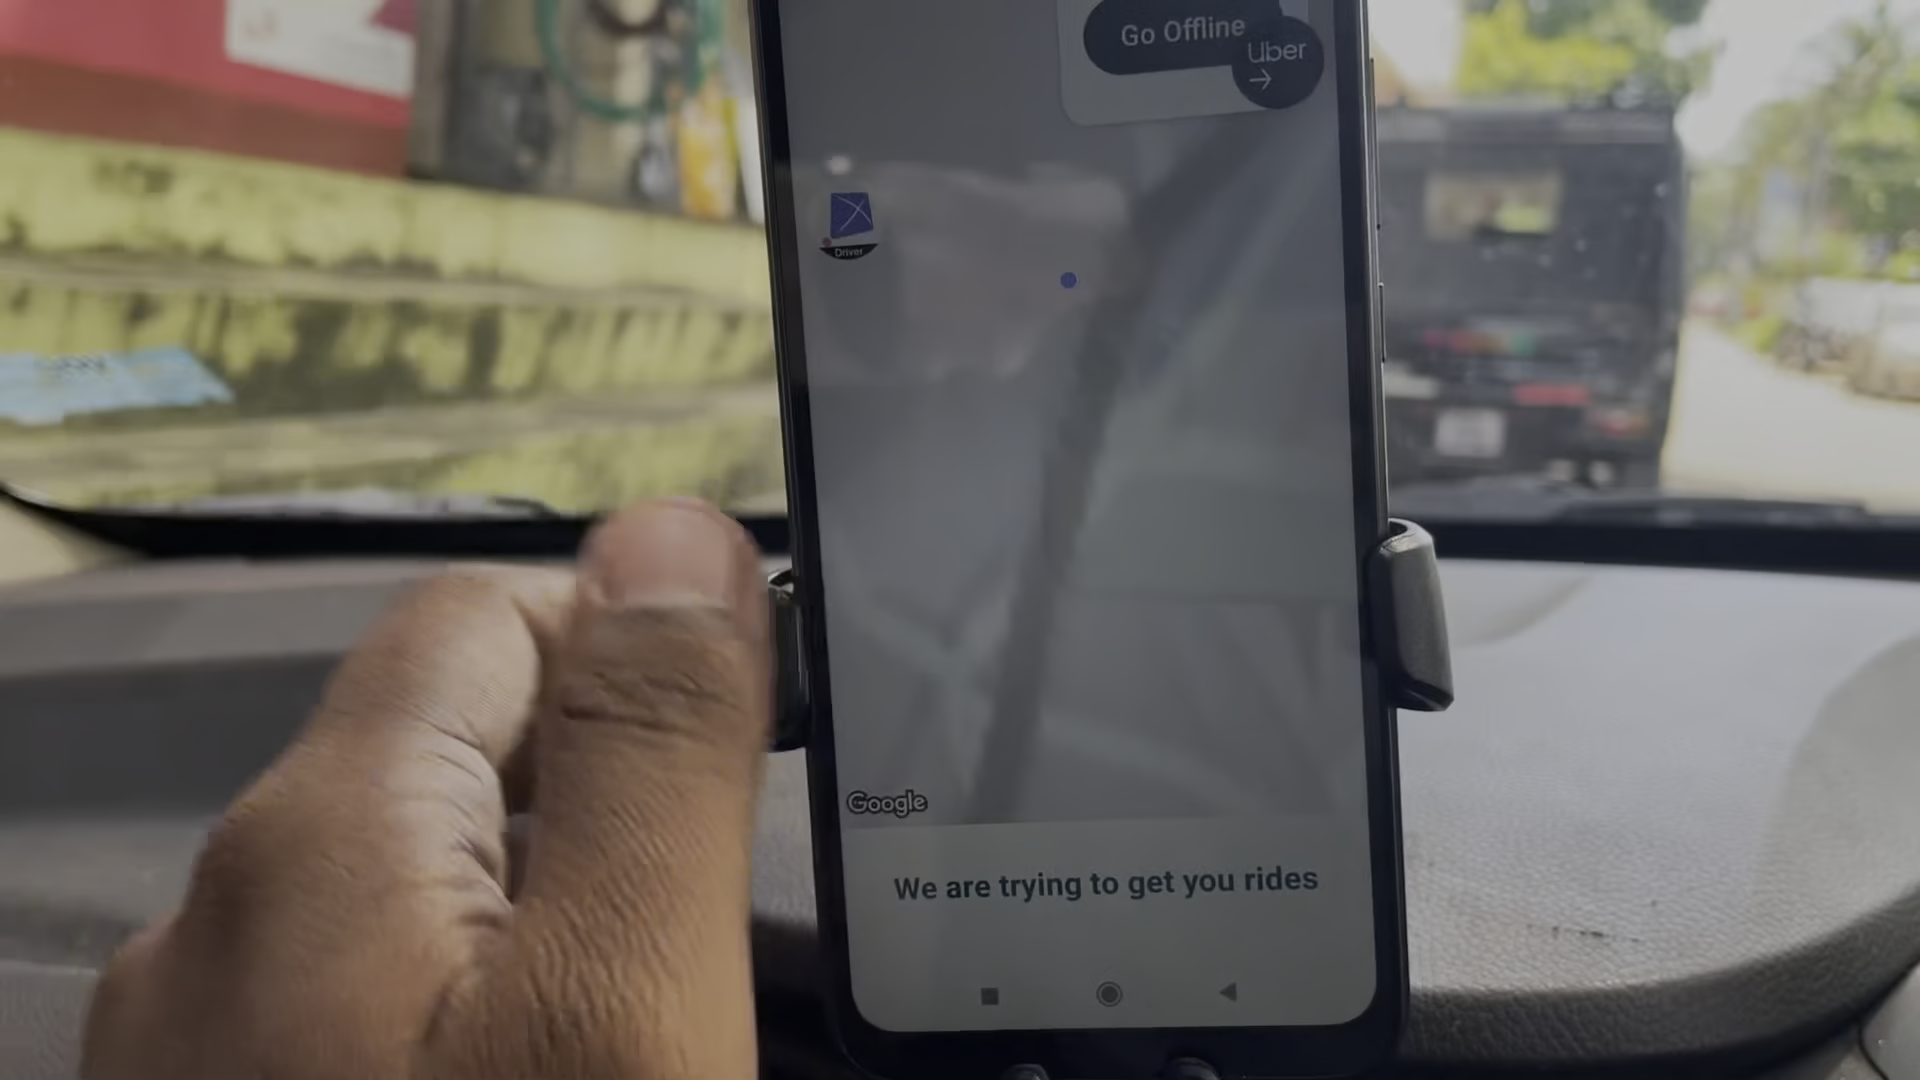 Go Offline
Uber
Driver
Google
We are trying to get you rides